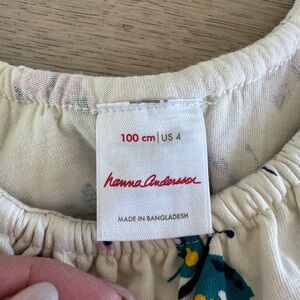 100 cm | US 4
hanna andersson
MADE IN BANGLADESH